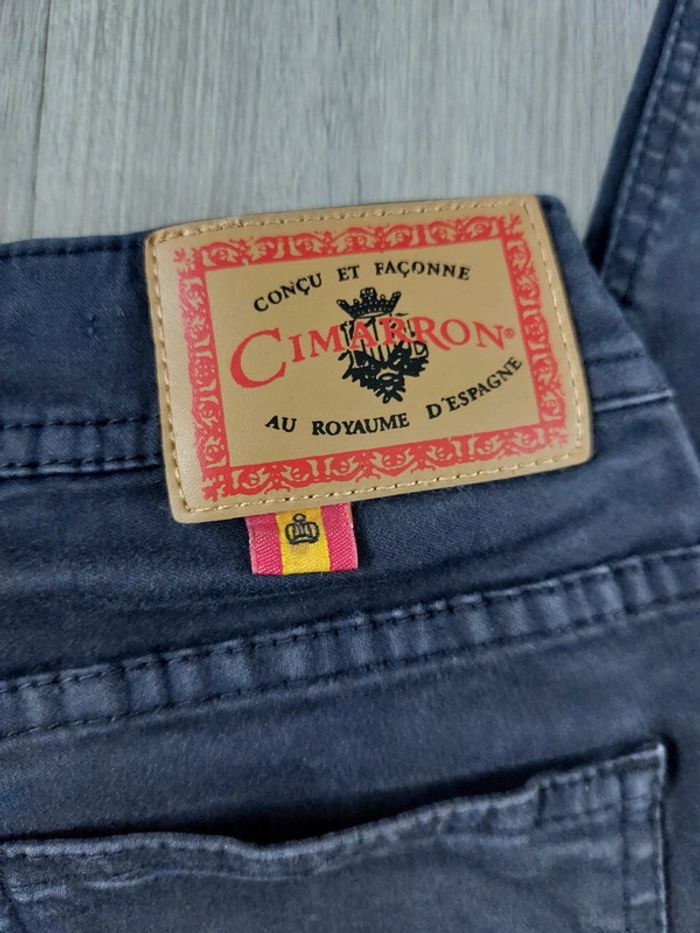 CONÇU ET FAÇONNE
CIMARRON®
AU ROYAUME D'ESPAGNE